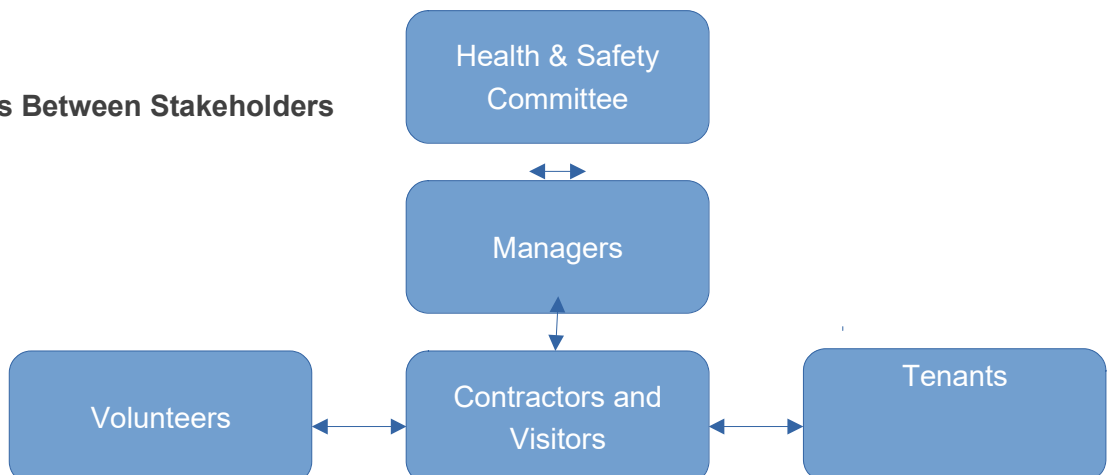 Health & Safety
Committee
s Between Stakeholders
Managers
Volunteers
Contractors and
Visitors
Tenants